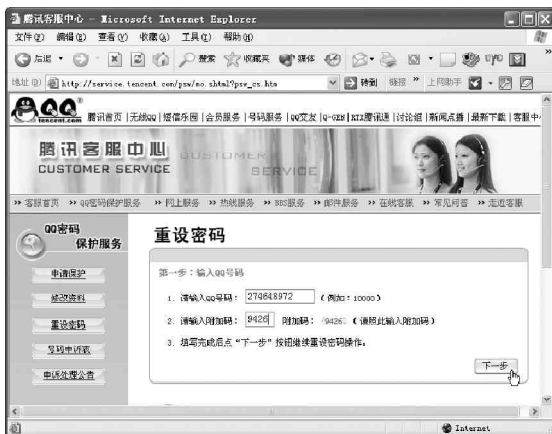 腾讯客服中心 - Microsoft Internet Explorer
文件(F) 编辑(E) 查看(V) 收藏(A) 工具(T) 帮助(H)
后退 搜索 收藏夹 媒体
地址(D) http://service.tencent.com/psw/mo.shtml?psw_cs.htm 转到 链接 » 上网助手
QQ
tencent.com
腾讯首页 | 无线QQ | 短信乐园 | 会员服务 | 号码服务 | QQ交友 | Q-GEN | RTX腾讯通 | 讨论组 | 新闻点播 | 最新下载 | 客服中
腾讯客服中心
CUSTOMER SERVICE
CUSTOMER
SERVICE
» 客服首页 » QQ密码保护服务 » 网上服务 » 热线服务 » BBS服务 » 邮件服务 » 在线客服 » 常见问答 » 走近客服
QQ密码
保护服务
申请保护
修改资料
重设密码
号码申诉表
申诉处理公告
重设密码
第一步:输入QQ号码
1. 请输入QQ号码: 274648972 (例如:10000)
2. 请输入附加码: 9426 附加码: 9426 (请照此输入附加码)
3. 填写完成后点“下一步”按钮继续重设密码操作。
下一步
Internet